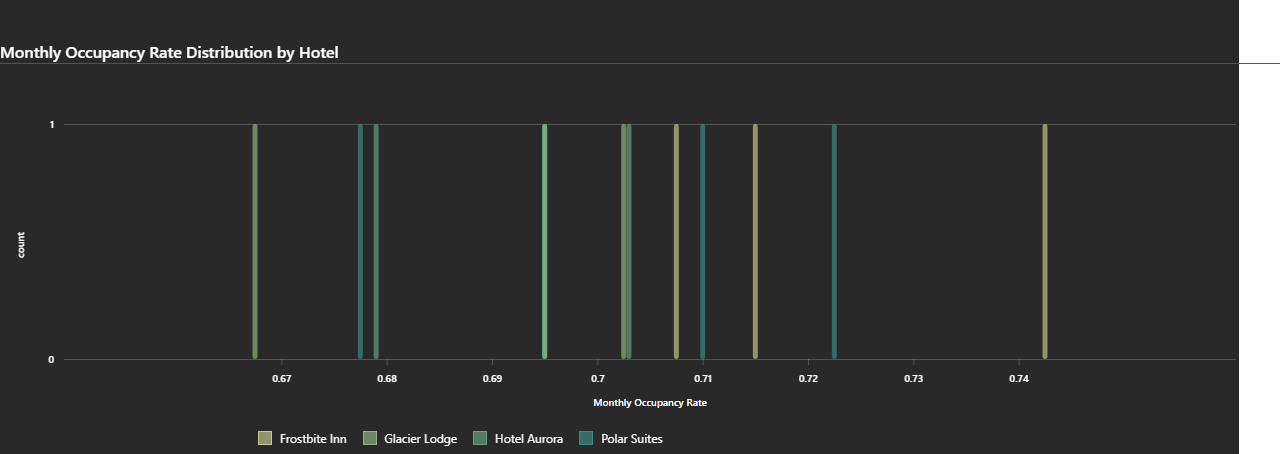 Monthly Occupancy Rate Distribution by Hotel
1
count
0
0.67 0.68 0.69 0.7 0.71 0.72 0.73 0.74
Monthly Occupancy Rate
Frostbite Inn Glacier Lodge Hotel Aurora Polar Suites